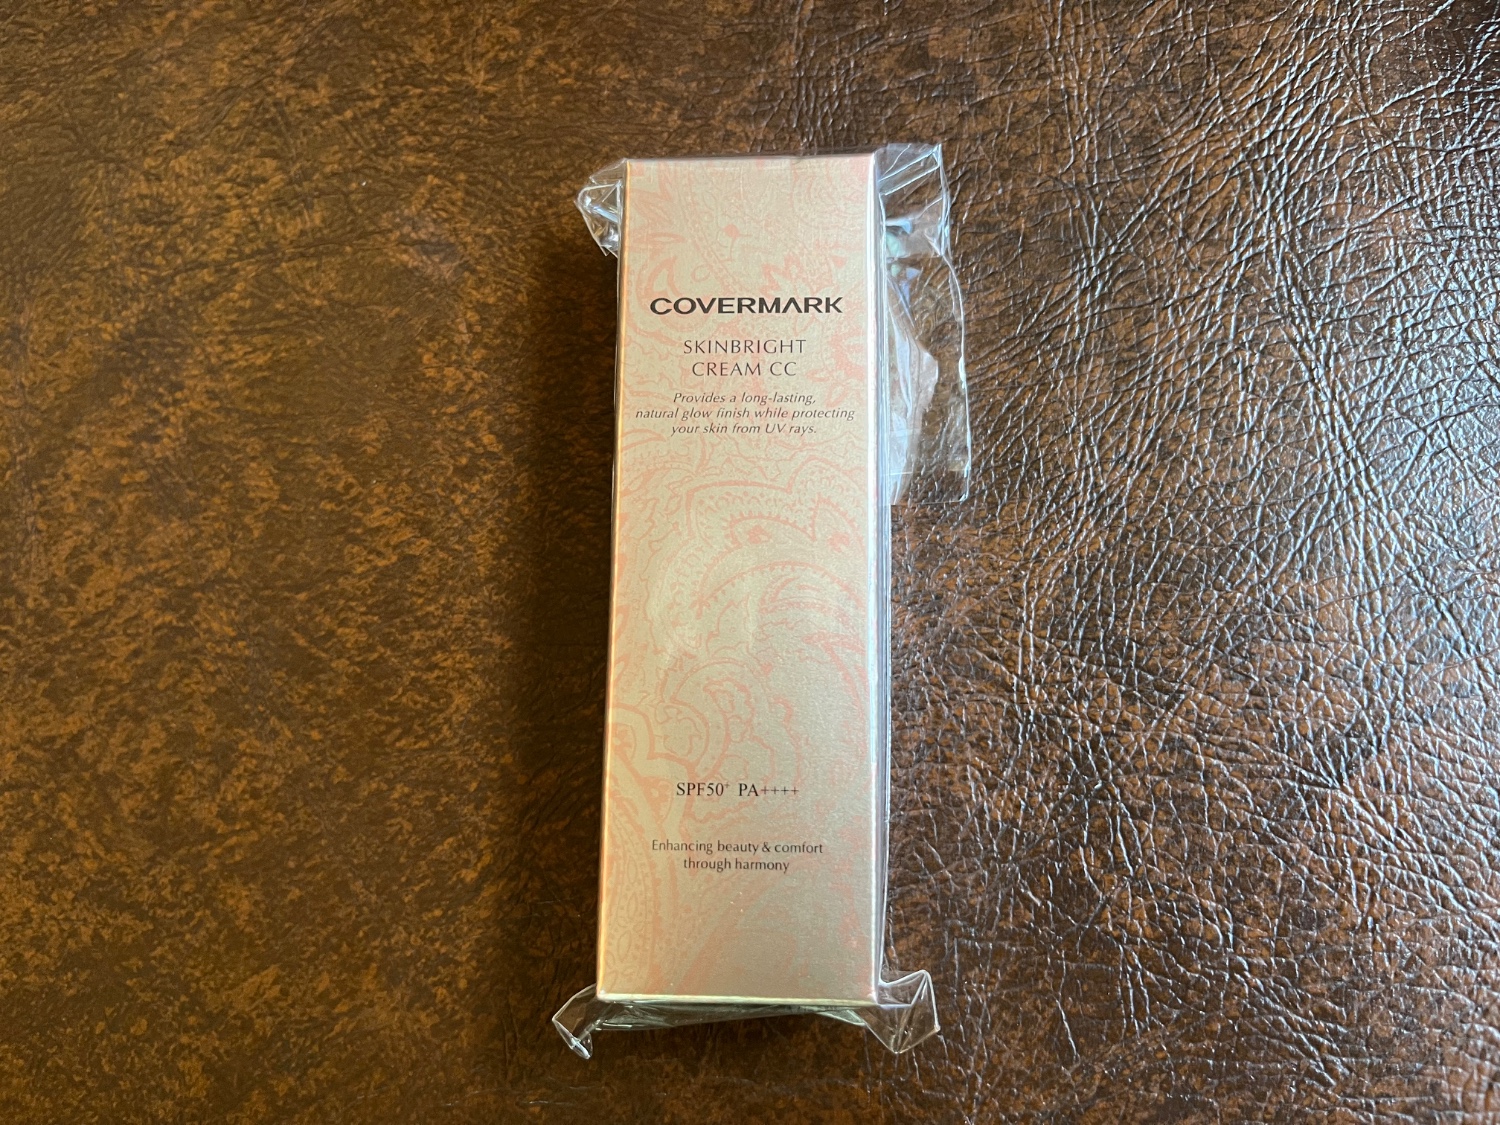 COVERMARK
SKINBRIGHT
CREAM CC
Provides a long-lasting,
natural glow finish while protecting
your skin from UV rays.
SPF50⁺ PA++++
Enhancing beauty & comfort
through harmony